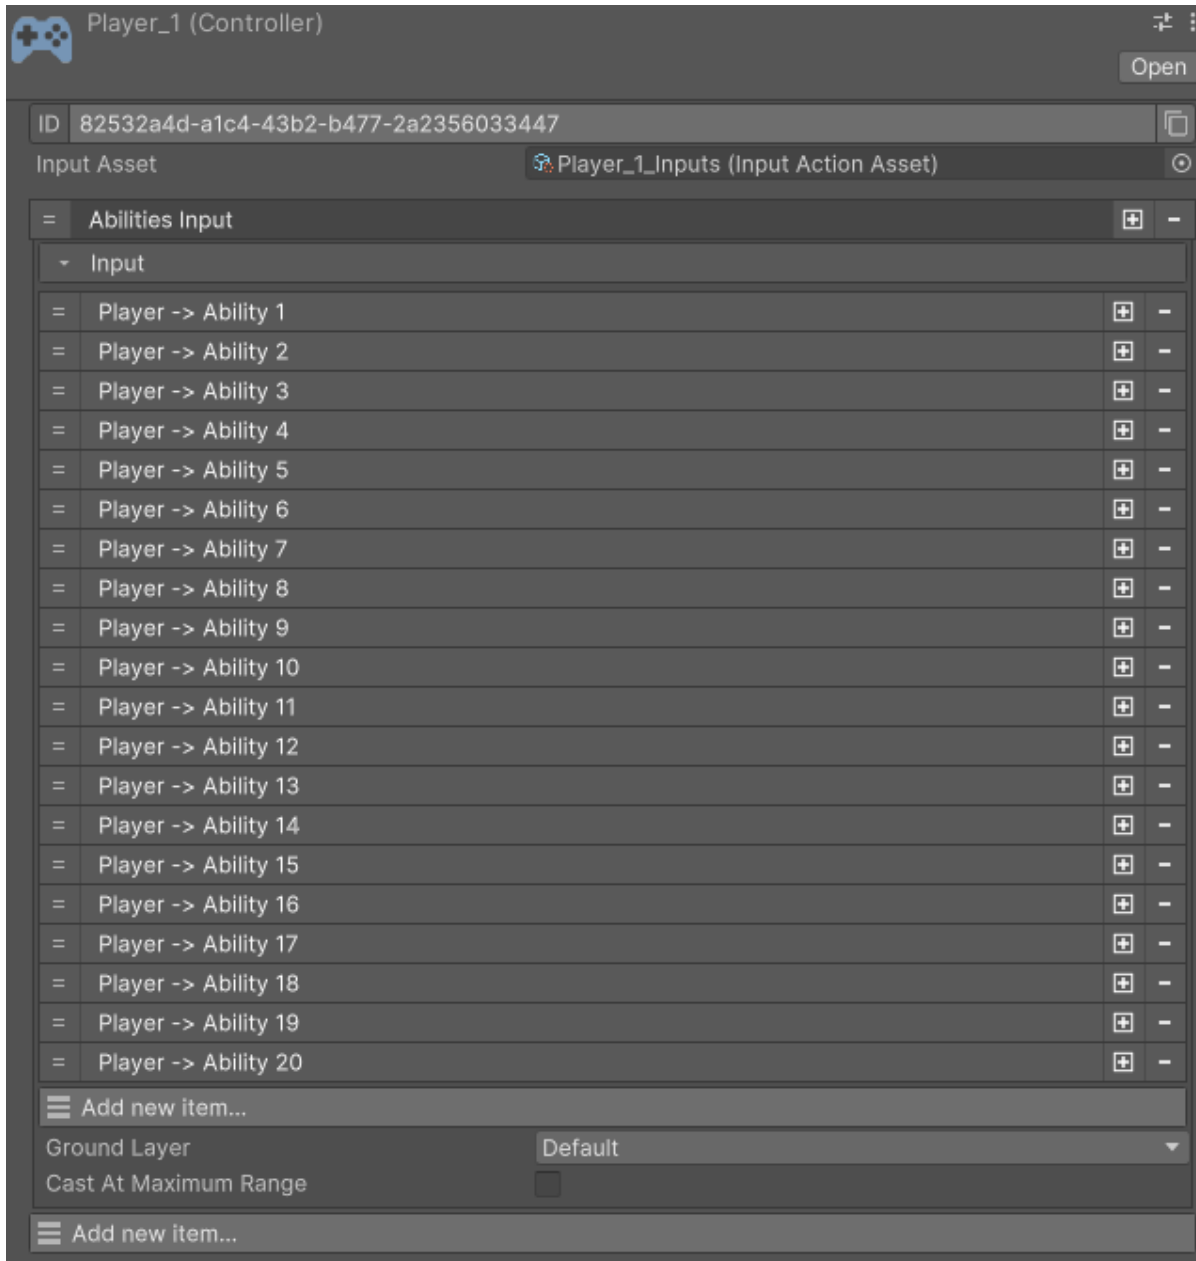 Player_1 (Controller)
Open
ID 82532a4d-a1c4-43b2-b477-2a2356033447
Input Asset Player_1_Inputs (Input Action Asset)
Abilities Input
Input
Player -> Ability 1
Player -> Ability 2
Player -> Ability 3
Player -> Ability 4
Player -> Ability 5
Player -> Ability 6
Player -> Ability 7
Player -> Ability 8
Player -> Ability 9
Player -> Ability 10
Player -> Ability 11
Player -> Ability 12
Player -> Ability 13
Player -> Ability 14
Player -> Ability 15
Player -> Ability 16
Player -> Ability 17
Player -> Ability 18
Player -> Ability 19
Player -> Ability 20
Add new item...
Ground Layer Default
Cast At Maximum Range
Add new item...